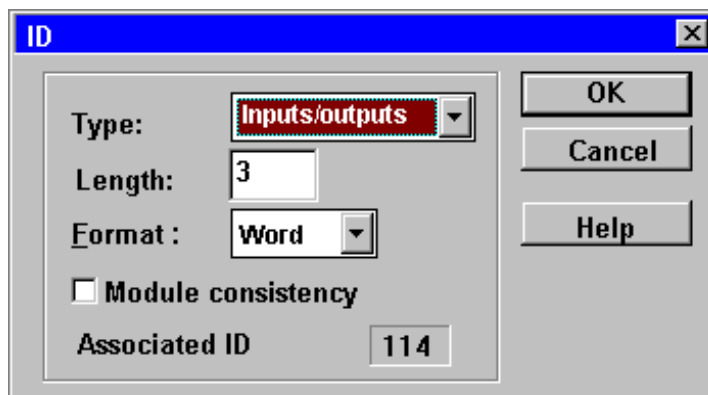 ID
Type: Inputs/outputs
Length: 3
Format : Word
Module consistency
Associated ID 114
OK
Cancel
Help